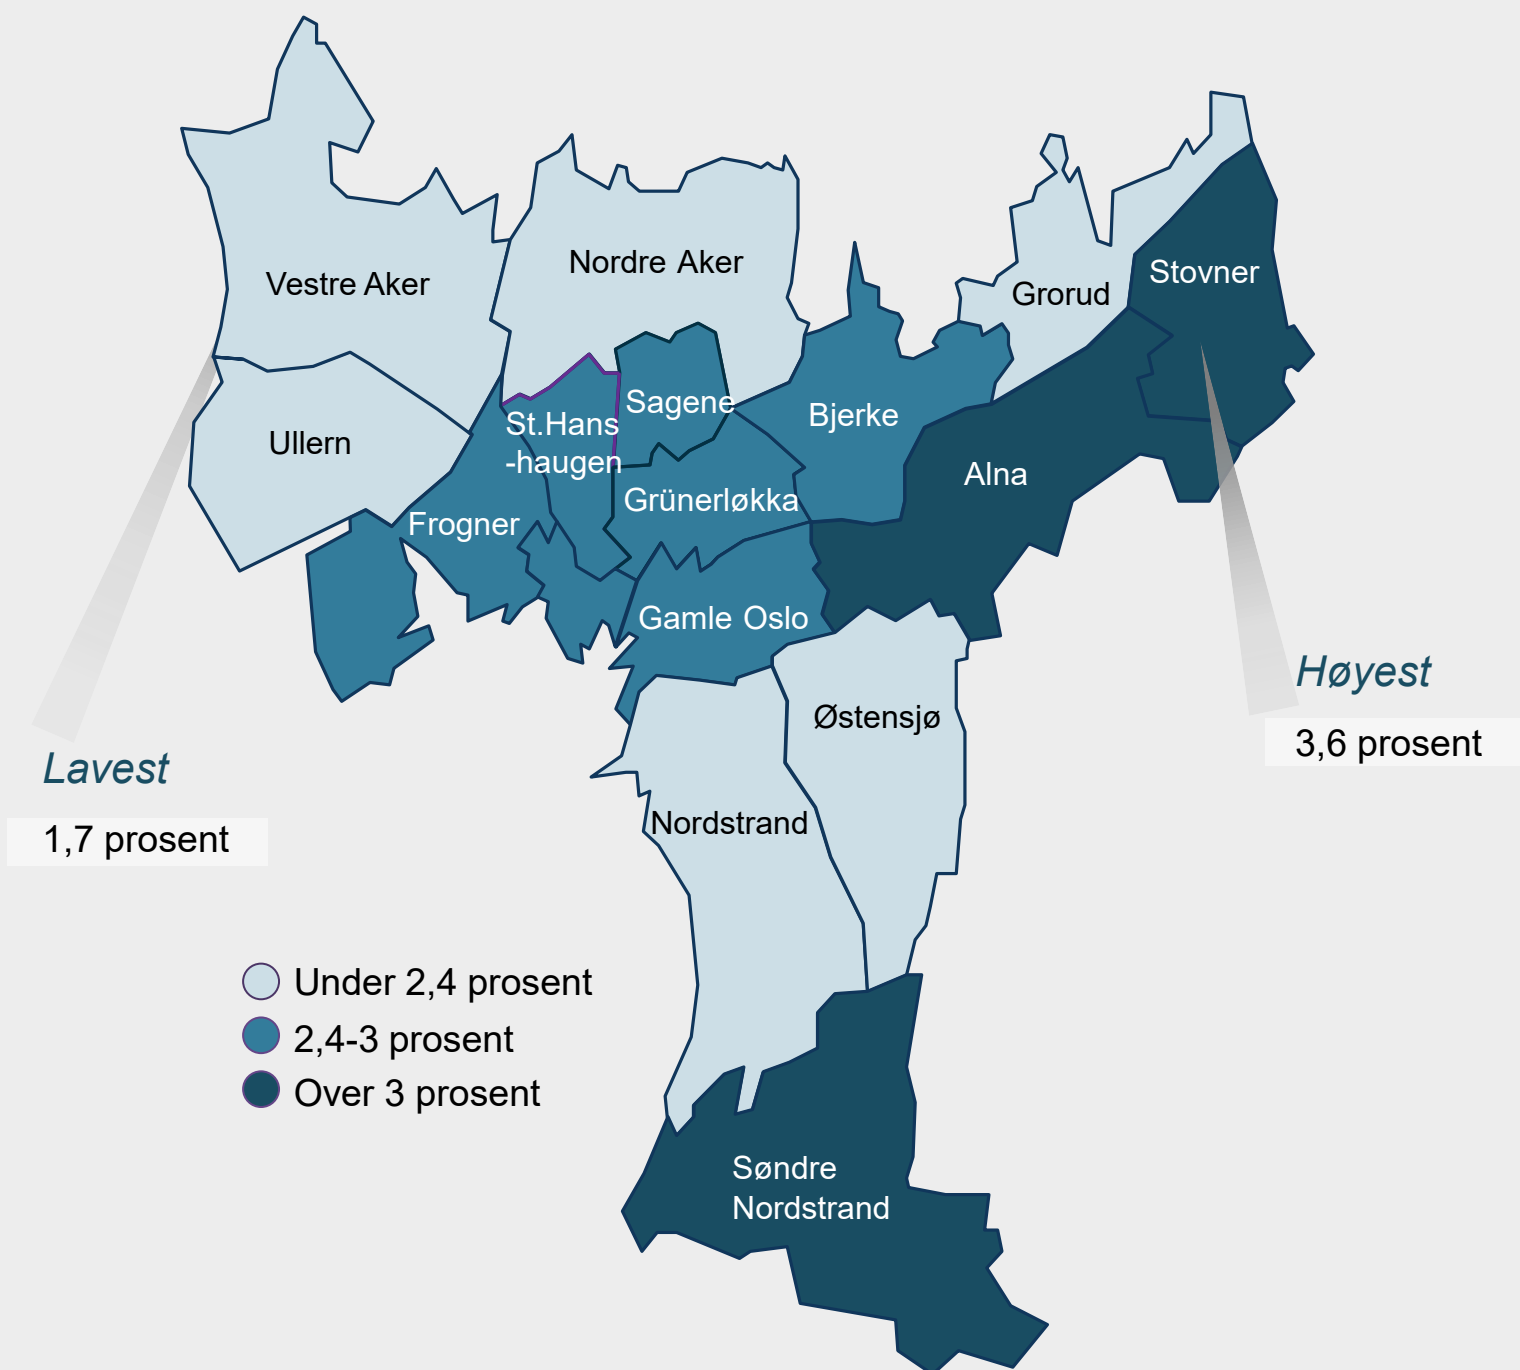 Nordre Aker
Stovner
Vestre Aker
Grorud
Sagene
Bjerke
St.Hans
-haugen
Ullern
Alna
Grünerløkka
Frogner
Gamle Oslo
Høyest
3,6 prosent
Østensjø
Lavest
1,7 prosent
Nordstrand
Under 2,4 prosent
2,4-3 prosent
Over 3 prosent
Søndre
Nordstrand